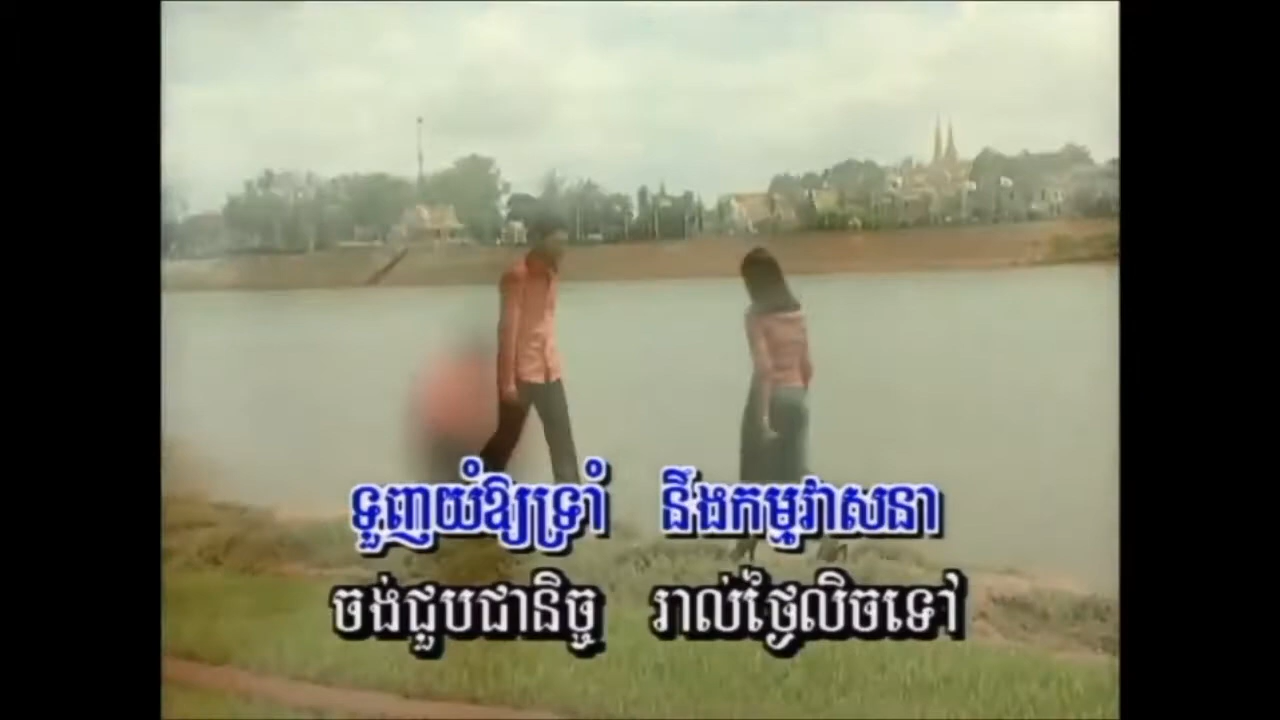 ទួញយំឱ្យទ្រាំ នឹងកម្មវាសនា
ចង់ជួបជានិច្ច រាល់ថ្ងៃលិចទៅ